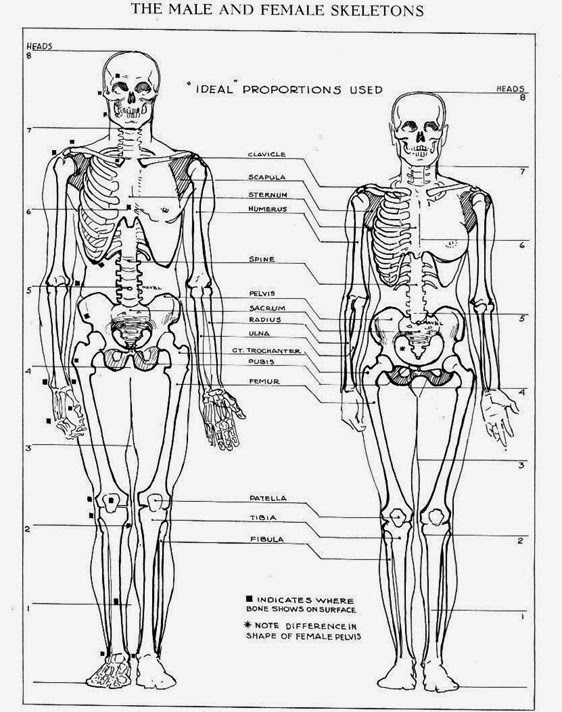 THE MALE AND FEMALE SKELETONS
HEADS
8
"IDEAL" PROPORTIONS USED
HEADS
8
7
CLAVICLE
7
SCAPULA
STERNUM
6
HUMERUS
6
SPINE
5
NAVEL
PELVIS
SACRUM
RADIUS
5
NAVEL
ULNA
GT. TROCHANTER
PUBIS
4
FEMUR
4
3
3
PATELLA
TIBIA
2
FIBULA
2
■ INDICATES WHERE
BONE SHOWS ON SURFACE
1
1
* NOTE DIFFERENCE IN
SHAPE OF FEMALE PELVIS